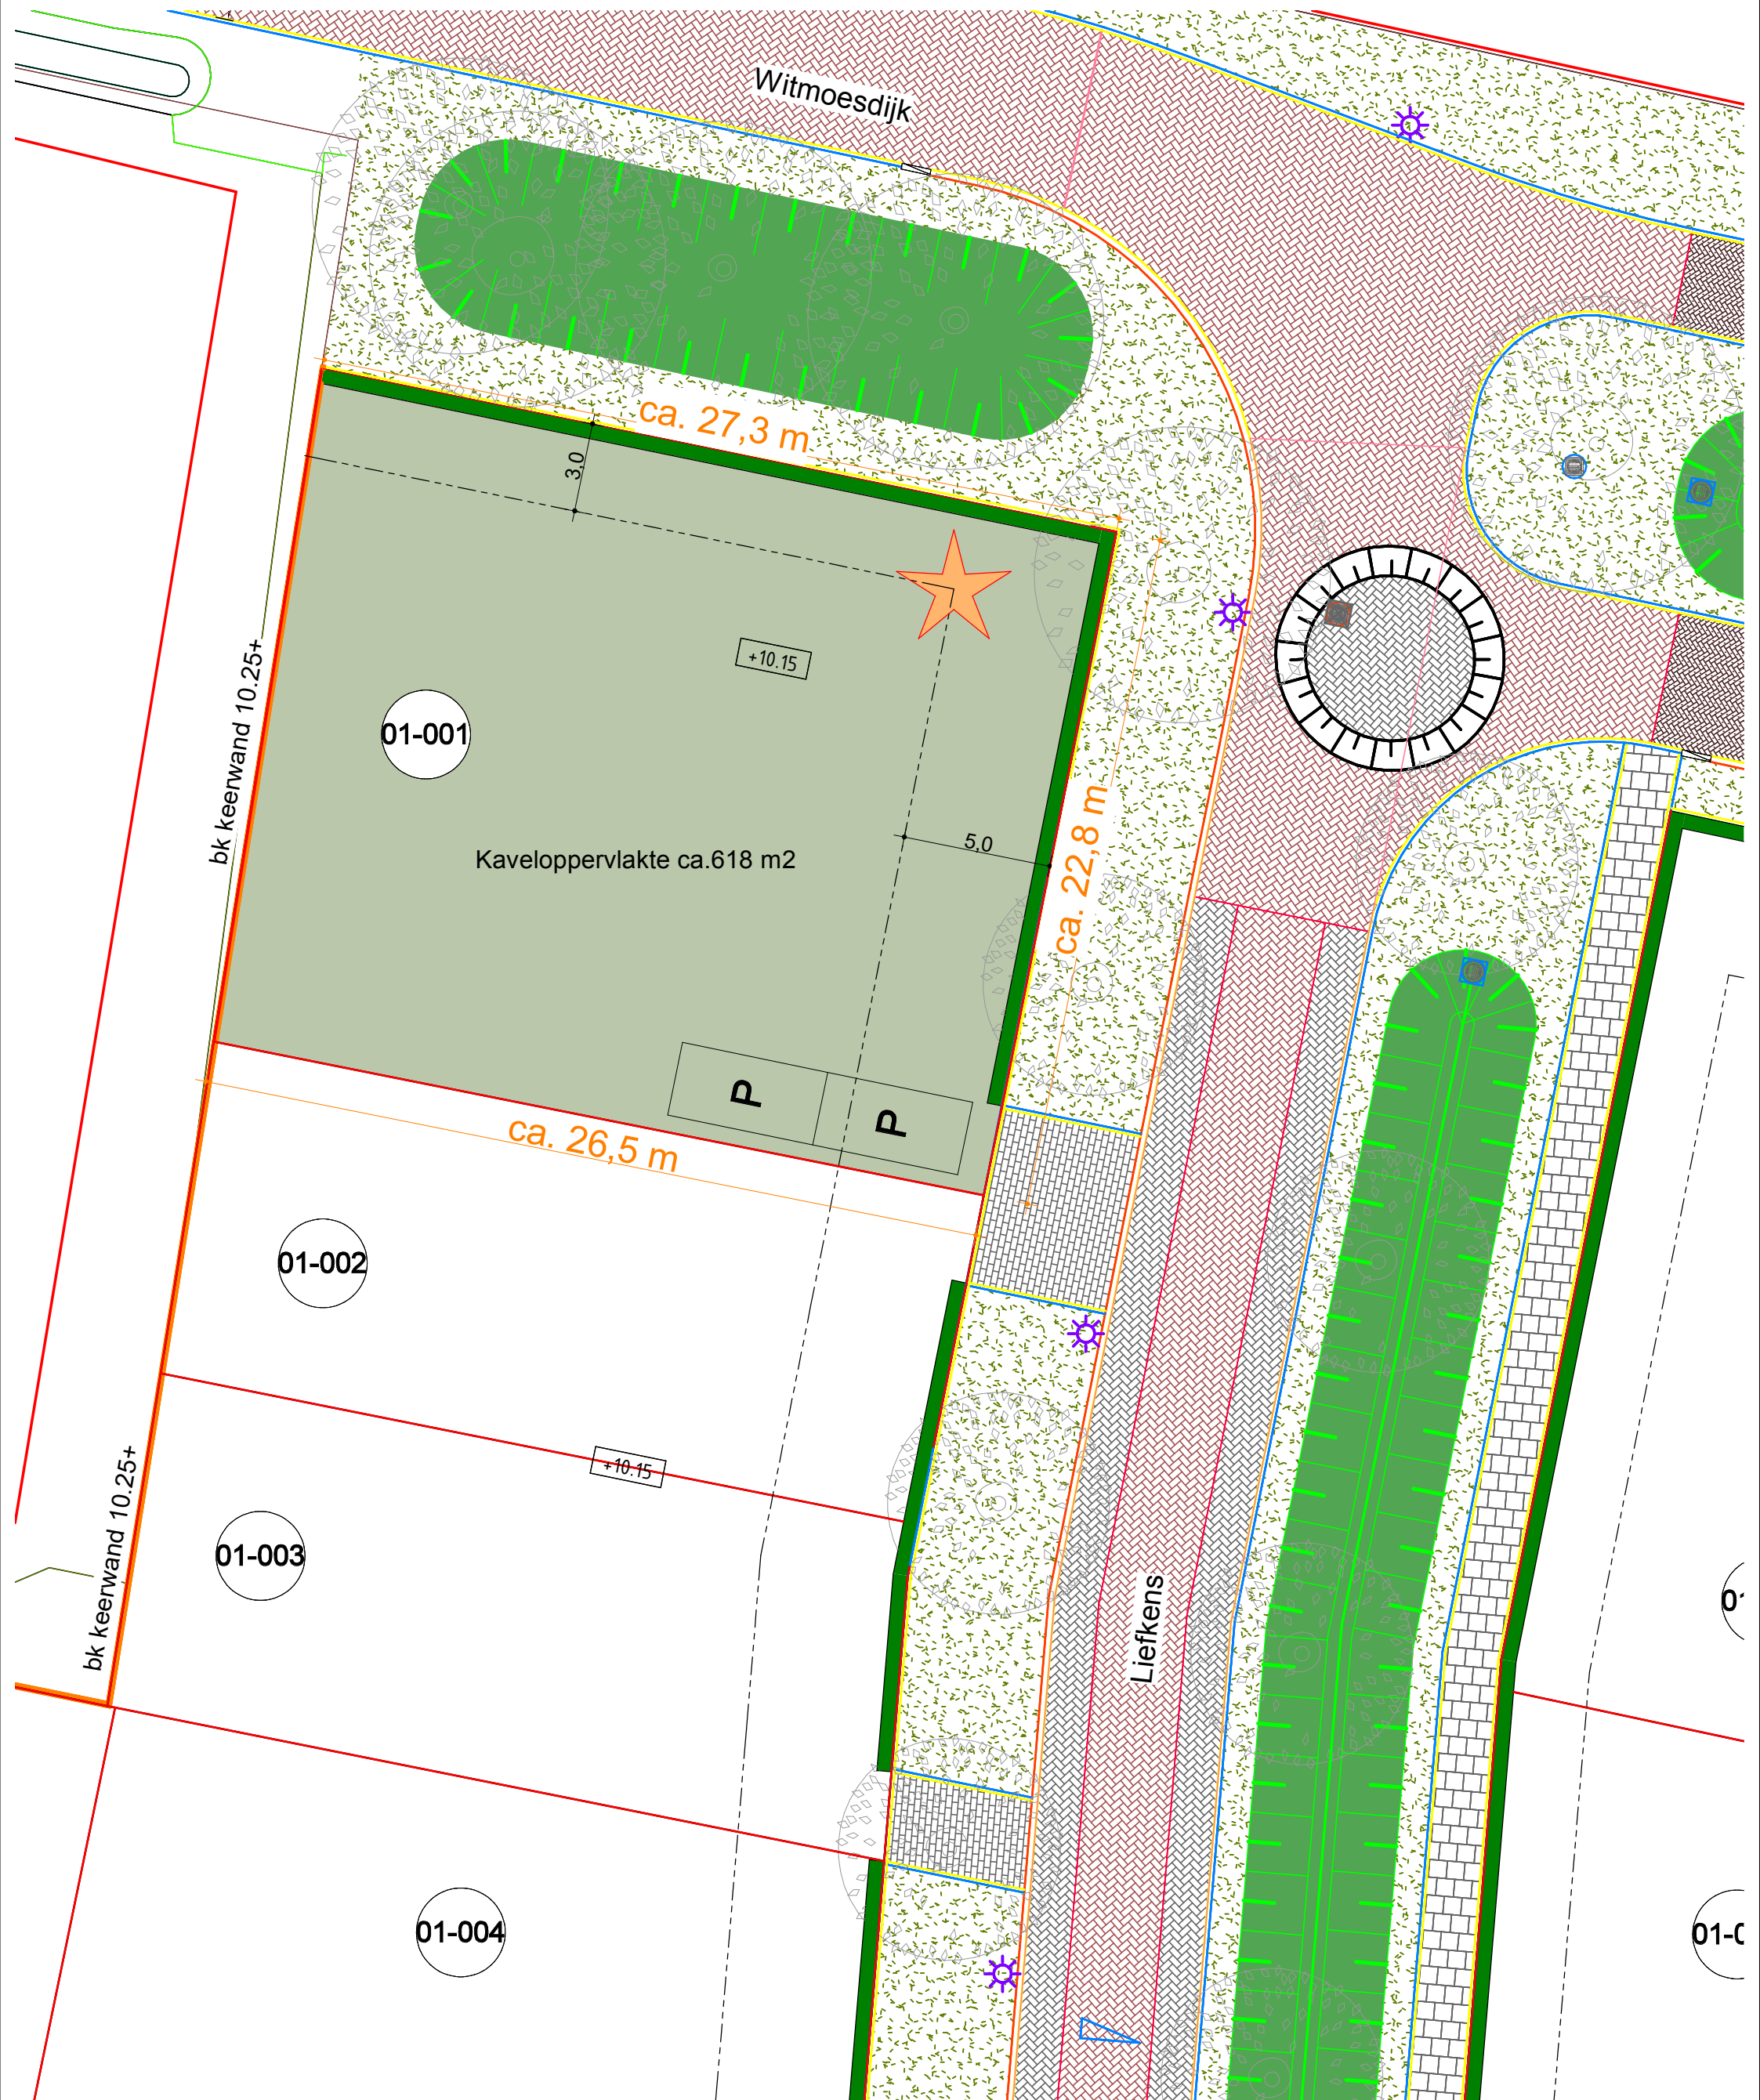 Witmoesdijk
ca. 27,3 m
3,0
+10.15
bk keerwand 10.25+
01-001
5,0
ca. 22,8 m
Kaveloppervlakte ca.618 m2
P
P
ca. 26,5 m
01-002
+10.15
bk keerwand 10.25+
01-003
Liefkens
01-004